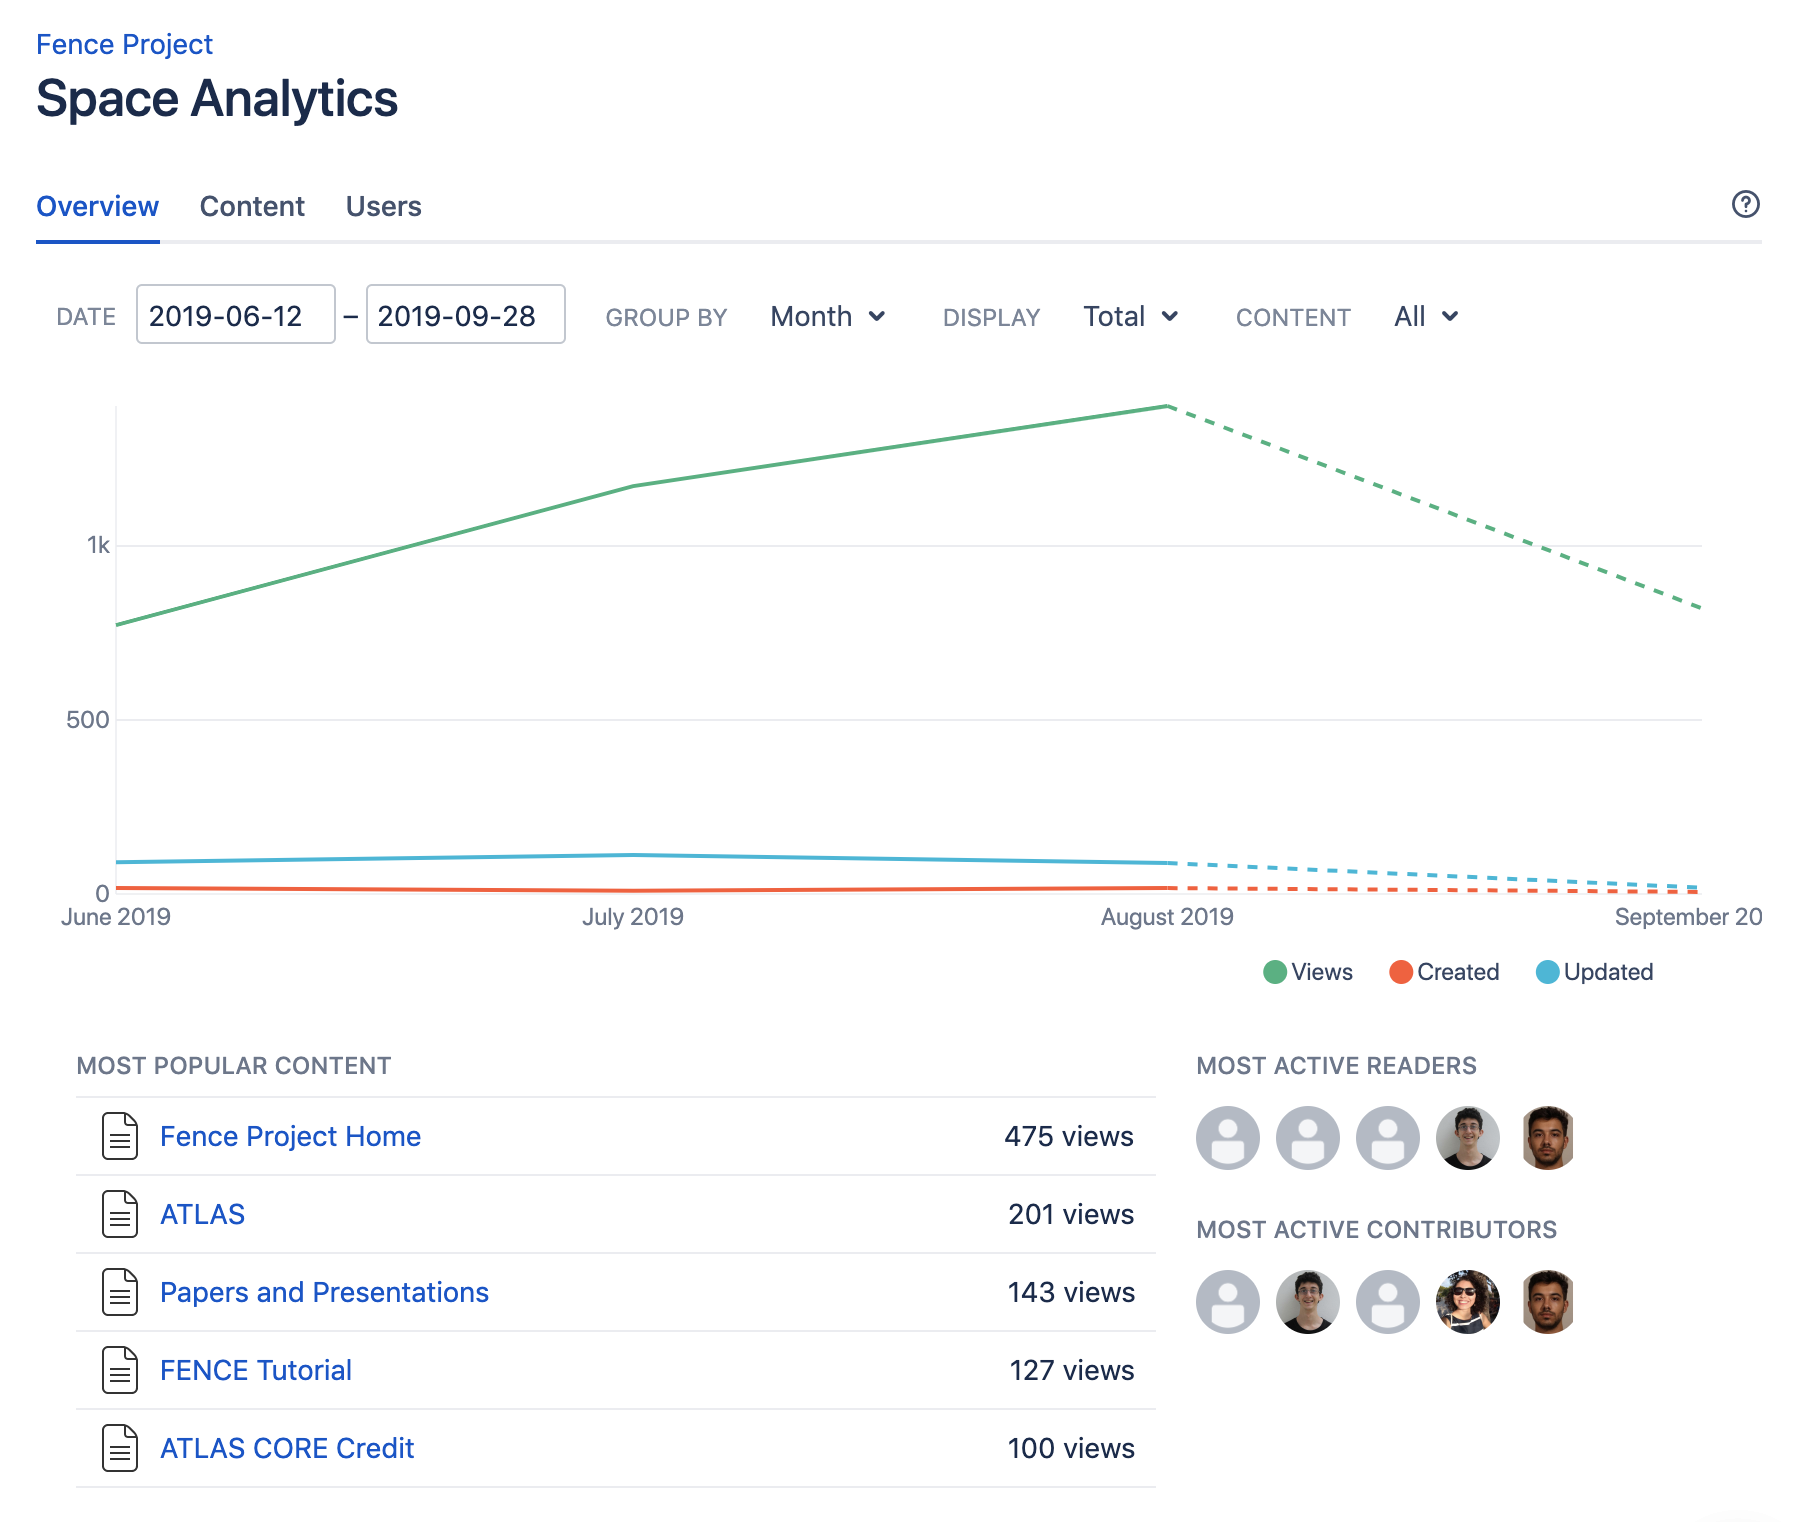 Fence Project
Space Analytics
Overview Content Users
DATE 2019-06-12 – 2019-09-28 GROUP BY Month DISPLAY Total CONTENT All
1k
500
0
June 2019 July 2019 August 2019 September 20
Views Created Updated
MOST POPULAR CONTENT
Fence Project Home 475 views
ATLAS 201 views
Papers and Presentations 143 views
FENCE Tutorial 127 views
ATLAS CORE Credit 100 views
MOST ACTIVE READERS
MOST ACTIVE CONTRIBUTORS